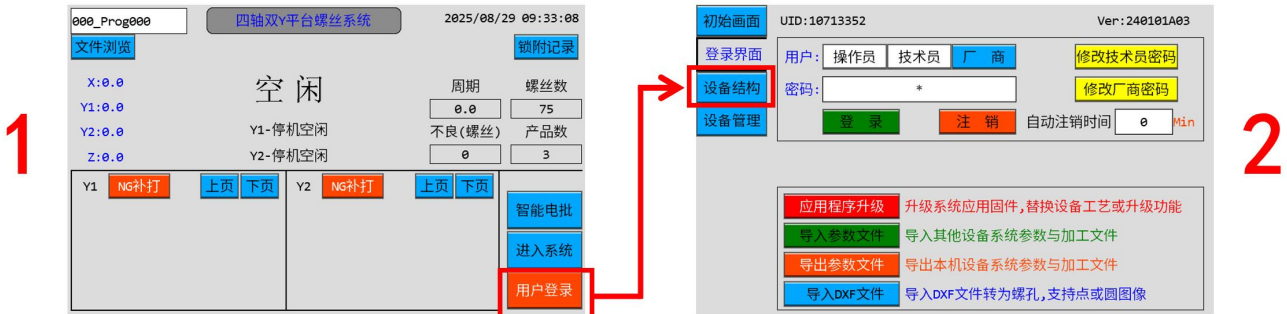 1
000_Prog000
四轴双Y平台螺丝系统
2025/08/29 09:33:08
文件浏览
锁附记录
X:0.0
Y1:0.0
Y2:0.0
Z:0.0
空 闲
Y1-停机空闲
Y2-停机空闲
周期
螺丝数
0.0
75
不良(螺丝)
产品数
0
3
Y1
NG补打
上页
下页
Y2
NG补打
上页
下页
智能电批
进入系统
用户登录
2
初始画面
UID:10713352
Ver:240101A03
登录界面
设备结构
设备管理
用户:
操作员
技术员
厂 商
修改技术员密码
密码:
*
修改厂商密码
登 录
注 销
自动注销时间
0
Min
应用程序升级
升级系统应用固件,替换设备工艺或升级功能
导入参数文件
导入其他设备系统参数与加工文件
导出参数文件
导出本机设备系统参数与加工文件
导入DXF文件
导入DXF文件转为螺孔,支持点或圆图像